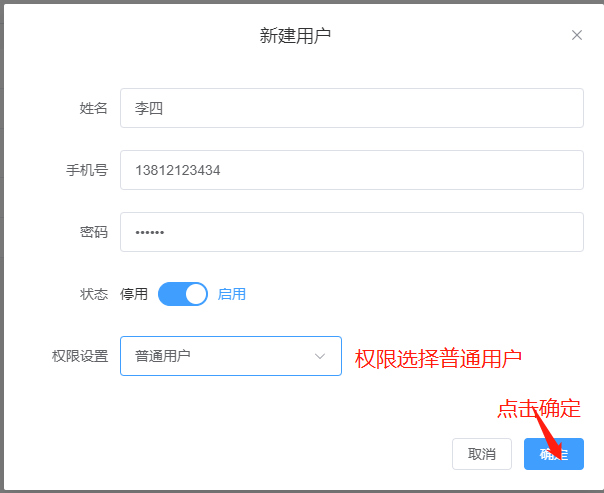 新建用户
姓名 李四
手机号 13812123434
密码 ••••••
状态 停用 启用
权限设置 普通用户 权限选择普通用户
点击确定
取消 确定